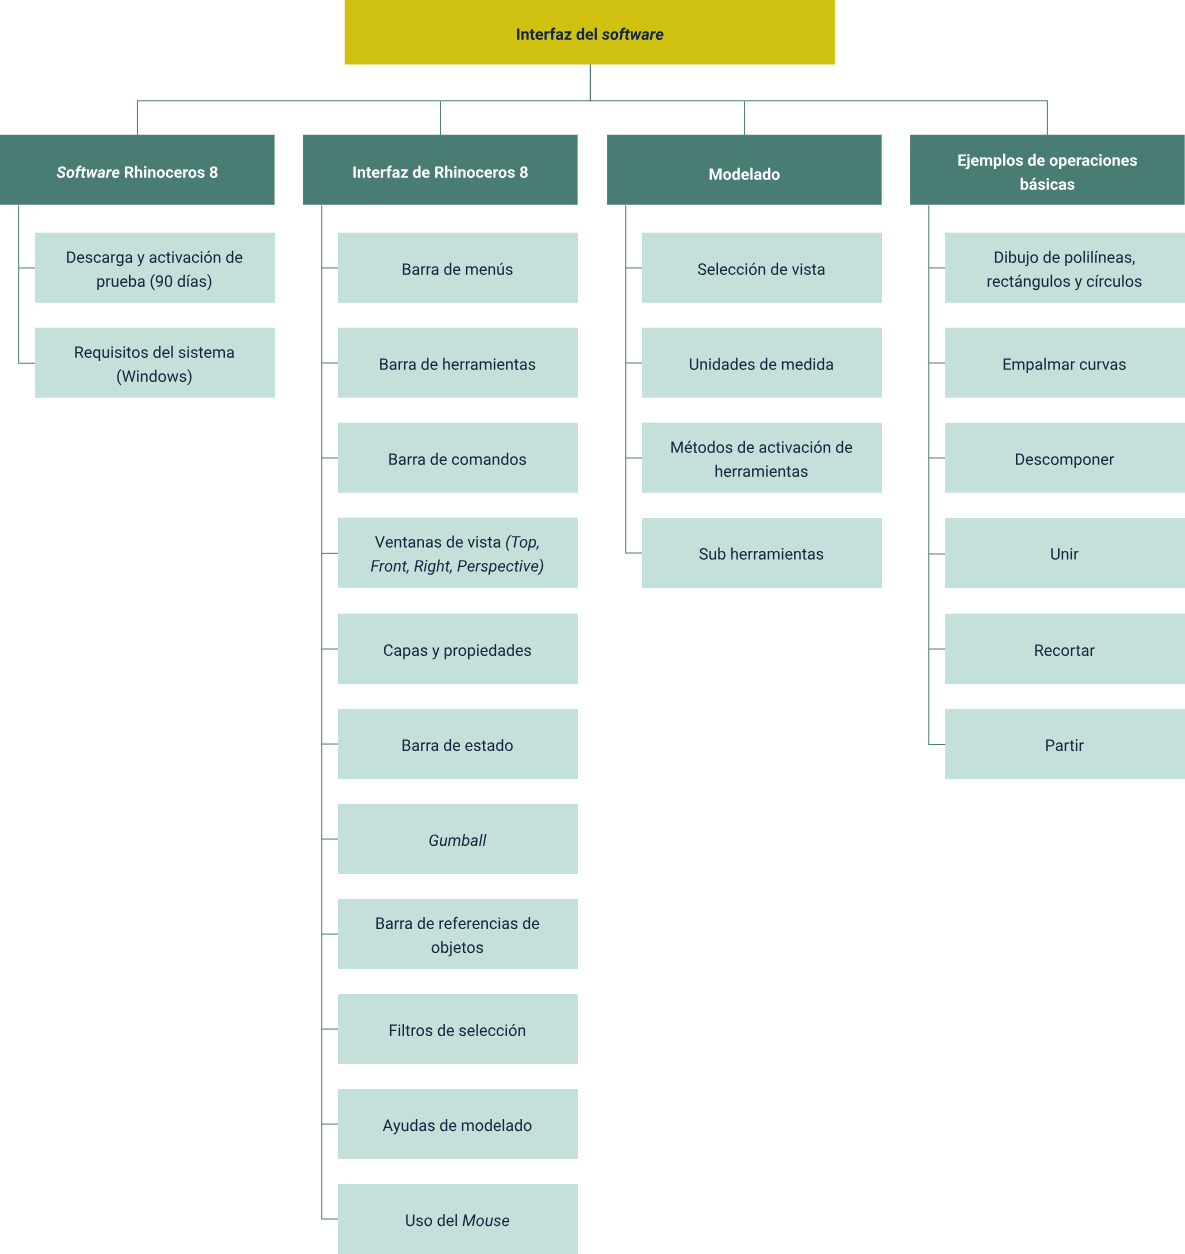 Interfaz del software
Software Rhinoceros 8
Descarga y activación de
prueba (90 días)
Requisitos del sistema
(Windows)
Interfaz de Rhinoceros 8
Barra de menús
Barra de herramientas
Barra de comandos
Ventanas de vista (Top,
Front, Right, Perspective)
Capas y propiedades
Barra de estado
Gumball
Barra de referencias de
objetos
Filtros de selección
Ayudas de modelado
Uso del Mouse
Modelado
Selección de vista
Unidades de medida
Métodos de activación de
herramientas
Sub herramientas
Ejemplos de operaciones
básicas
Dibujo de polilíneas,
rectángulos y círculos
Empalmar curvas
Descomponer
Unir
Recortar
Partir